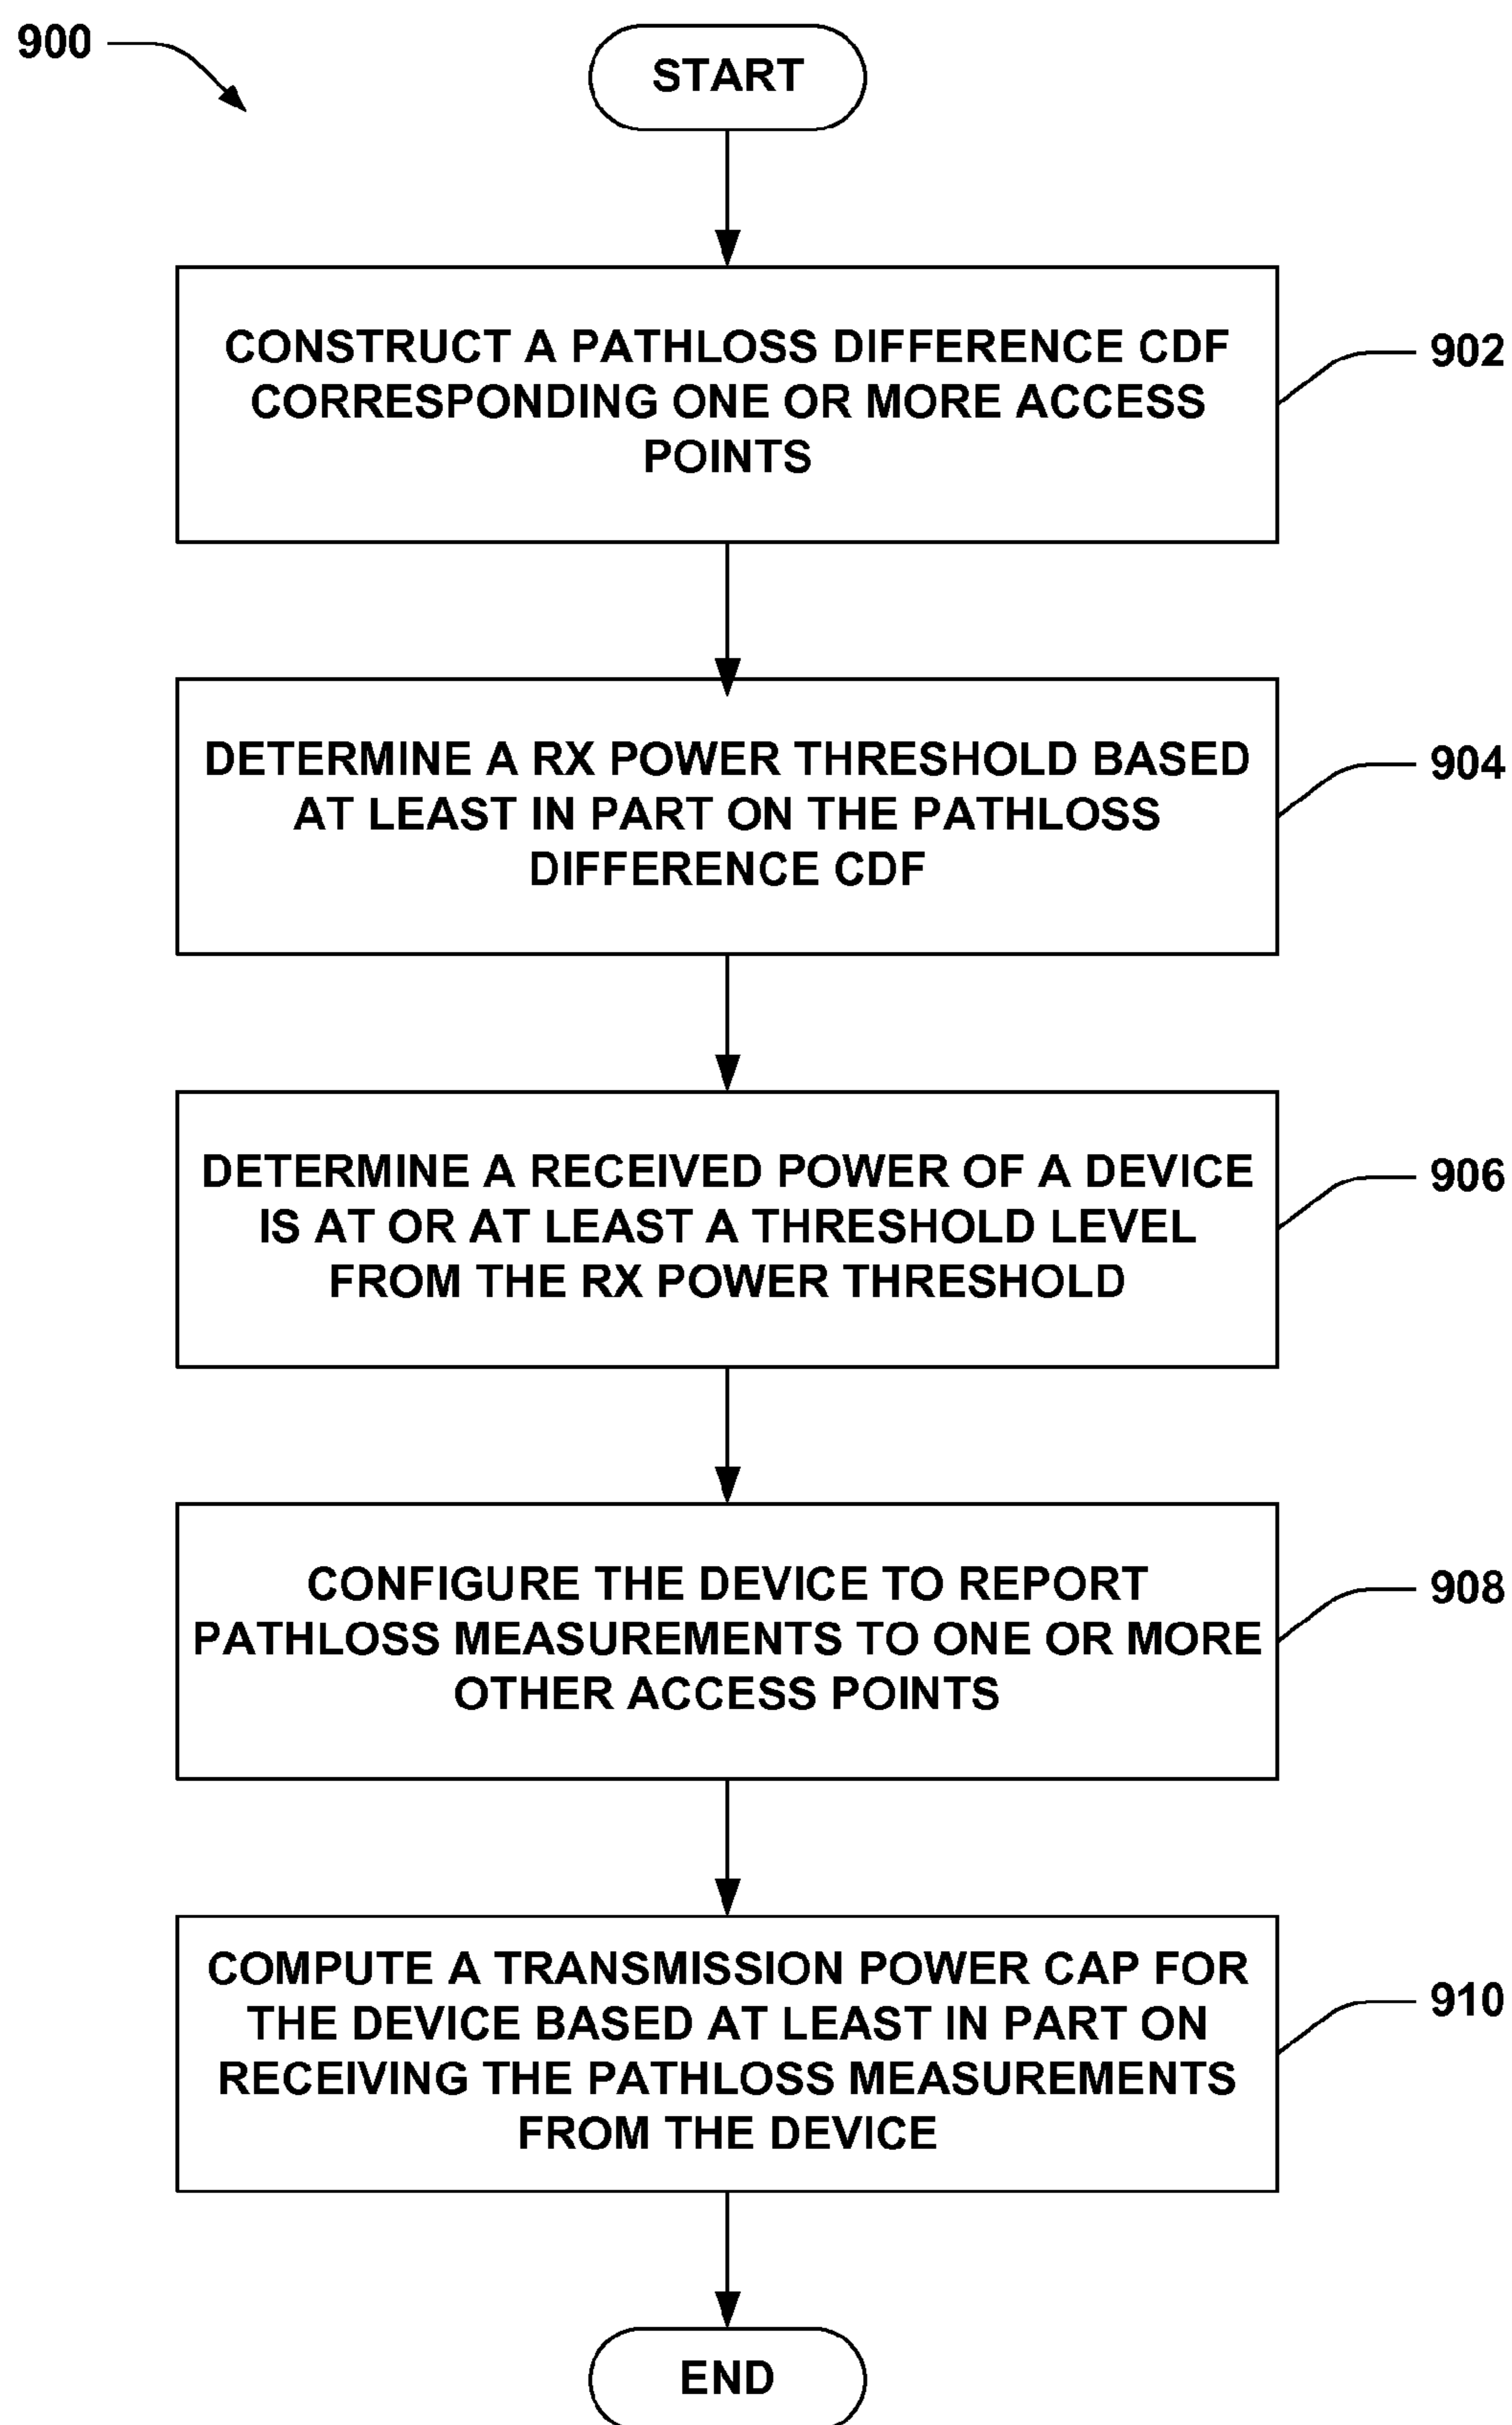 900
START
CONSTRUCT A PATHLOSS DIFFERENCE CDF
CORRESPONDING ONE OR MORE ACCESS
POINTS
902
DETERMINE A RX POWER THRESHOLD BASED
AT LEAST IN PART ON THE PATHLOSS
DIFFERENCE CDF
904
DETERMINE A RECEIVED POWER OF A DEVICE
IS AT OR AT LEAST A THRESHOLD LEVEL
FROM THE RX POWER THRESHOLD
906
CONFIGURE THE DEVICE TO REPORT
PATHLOSS MEASUREMENTS TO ONE OR MORE
OTHER ACCESS POINTS
908
COMPUTE A TRANSMISSION POWER CAP FOR
THE DEVICE BASED AT LEAST IN PART ON
RECEIVING THE PATHLOSS MEASUREMENTS
FROM THE DEVICE
910
END